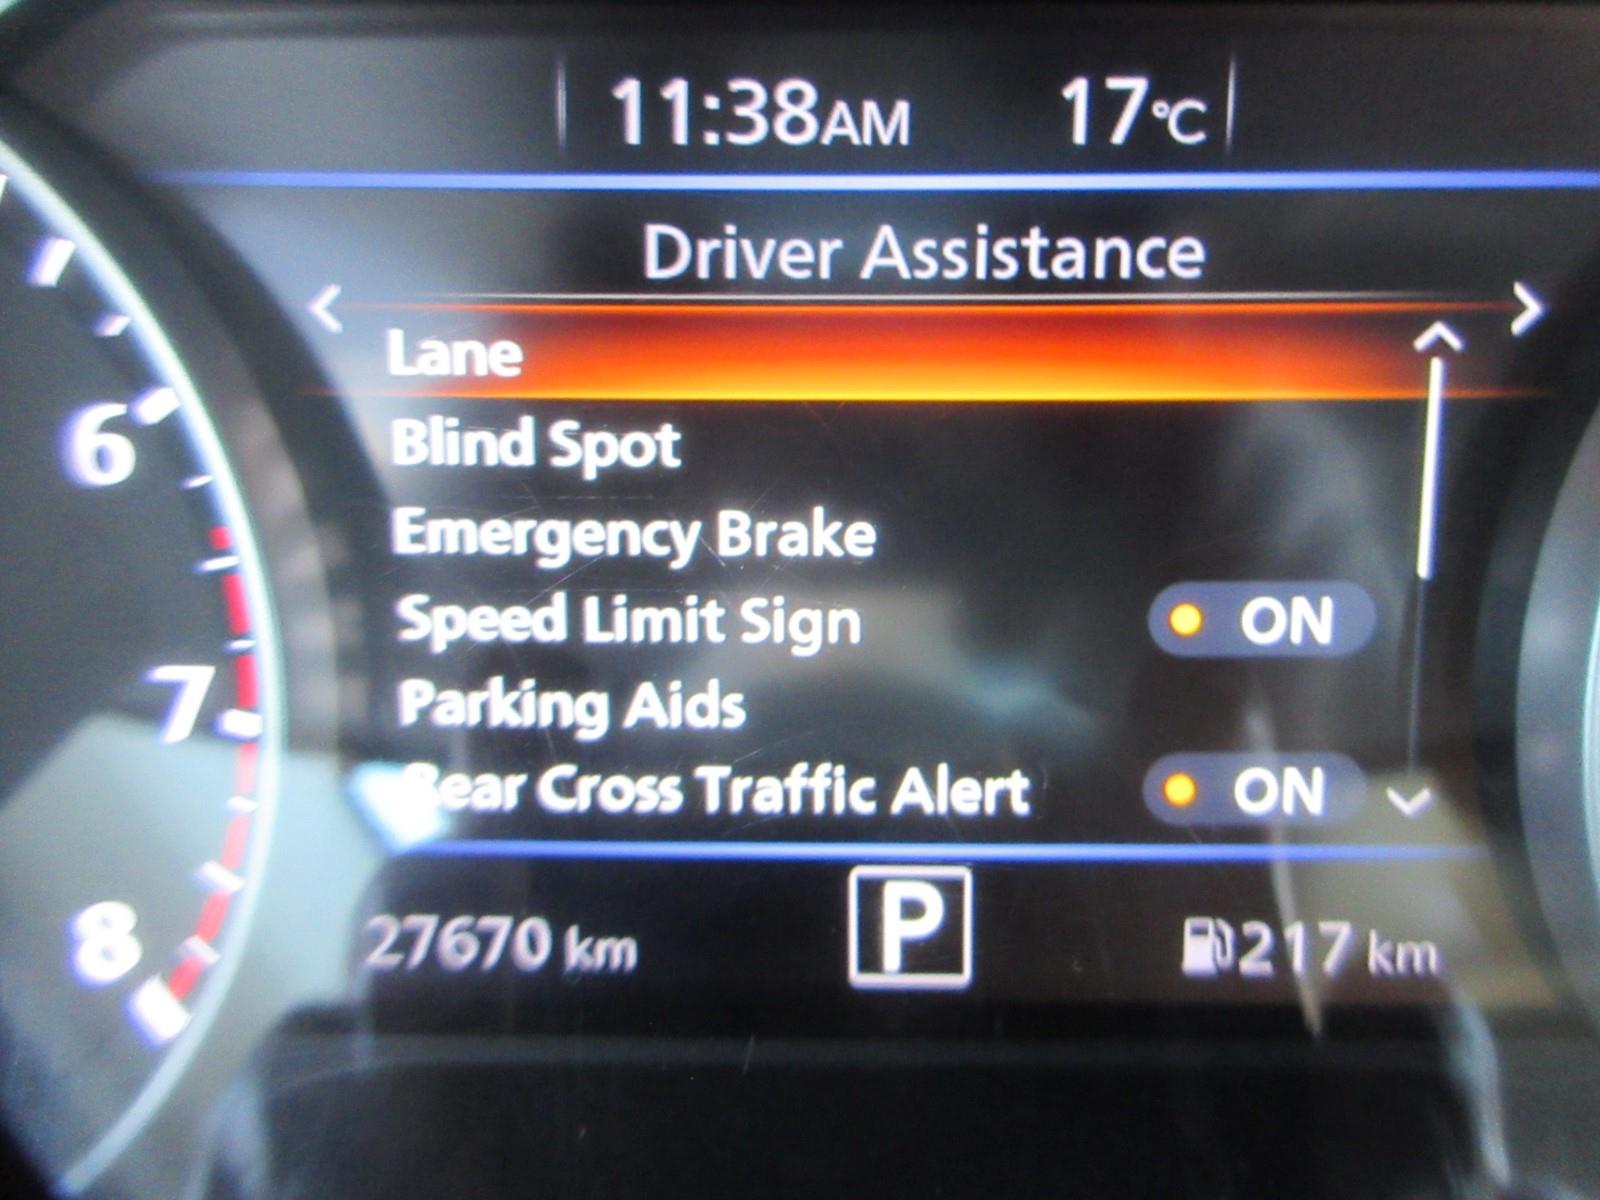 11:38AM 17°C
Driver Assistance
Lane
Blind Spot
Emergency Brake
Speed Limit Sign ON
Parking Aids
Rear Cross Traffic Alert ON
27670 km P 217 km
6
7
8